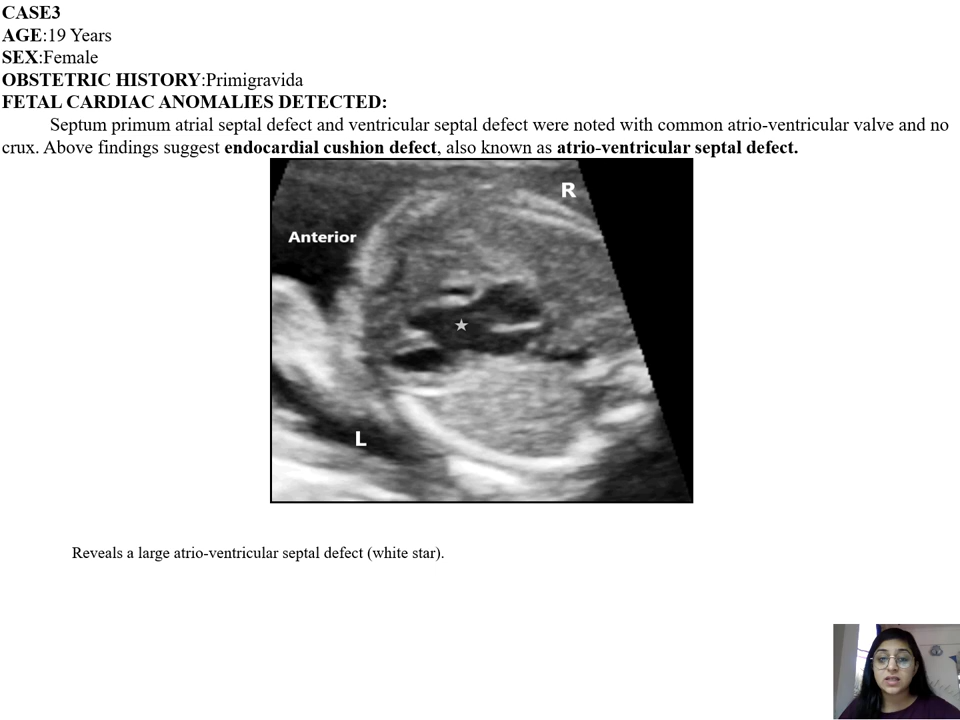 CASE3
AGE:19 Years
SEX:Female
OBSTETRIC HISTORY:Primigravida
FETAL CARDIAC ANOMALIES DETECTED:
Septum primum atrial septal defect and ventricular septal defect were noted with common atrio-ventricular valve and no
crux. Above findings suggest endocardial cushion defect, also known as atrio-ventricular septal defect.
R
Anterior
L
Reveals a large atrio-ventricular septal defect (white star).